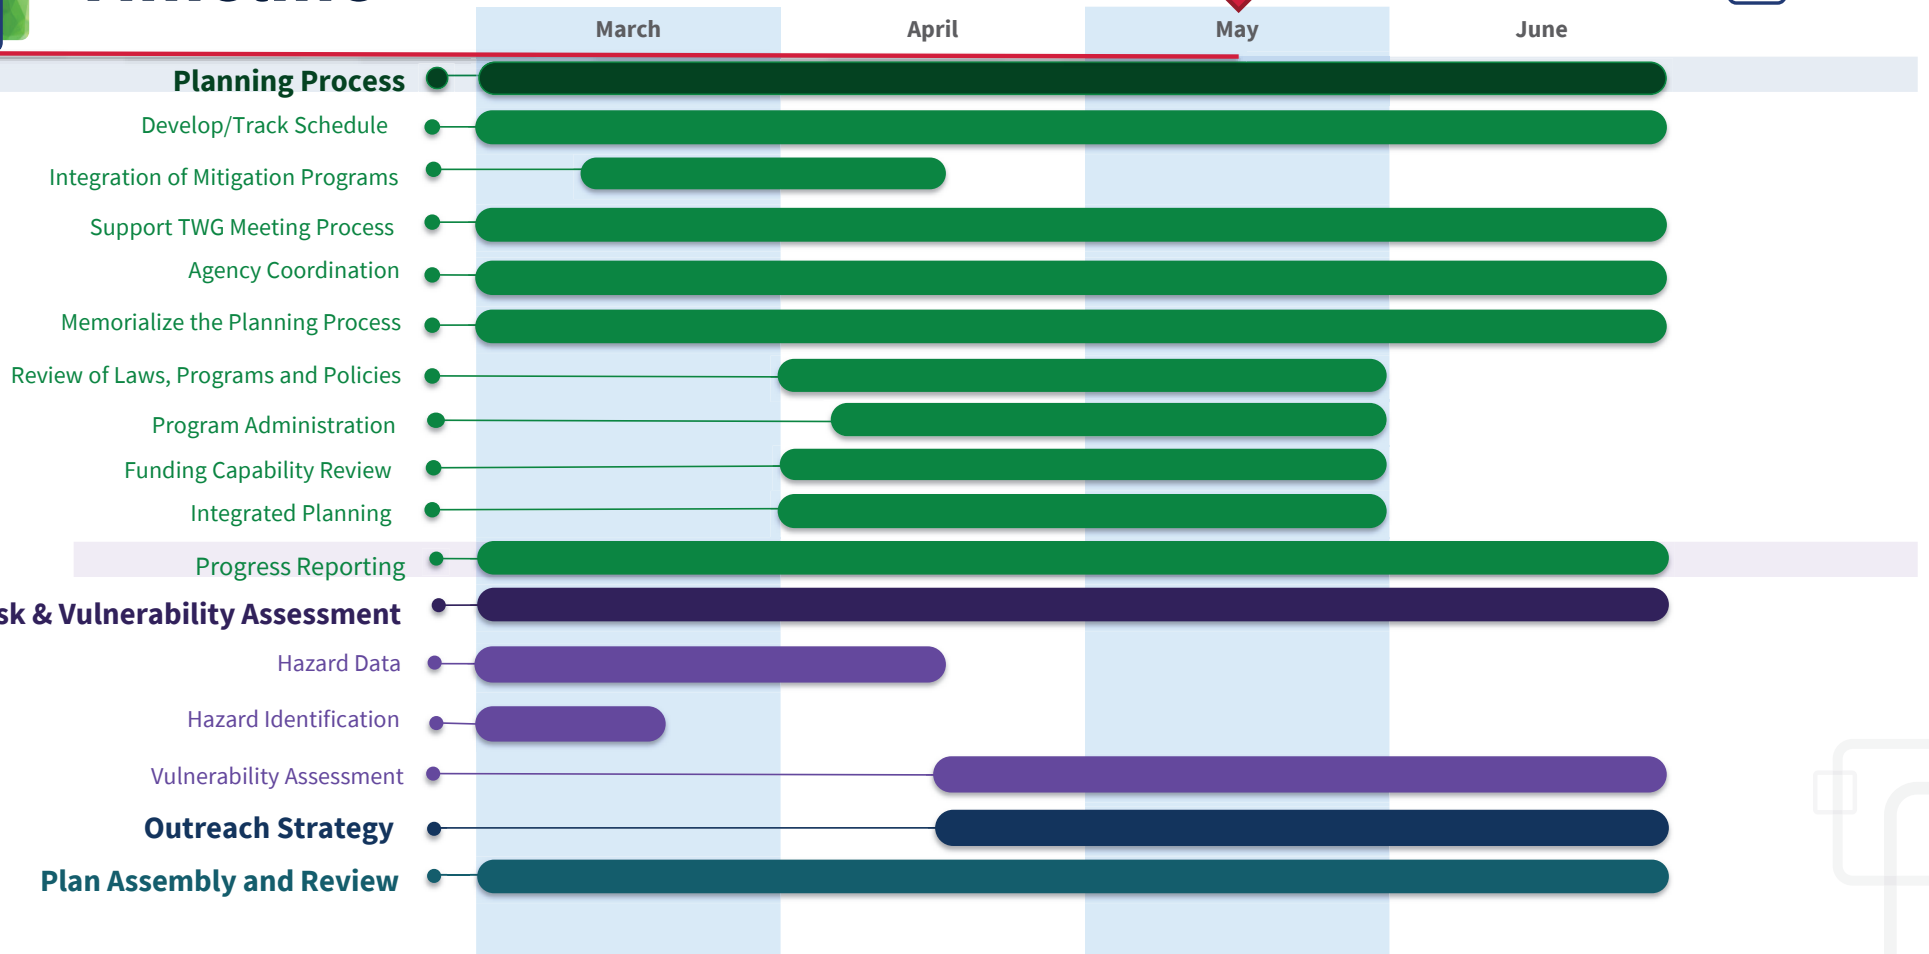 March April May June
Planning Process
Develop/Track Schedule
Integration of Mitigation Programs
Support TWG Meeting Process
Agency Coordination
Memorialize the Planning Process
Review of Laws, Programs and Policies
Program Administration
Funding Capability Review
Integrated Planning
Progress Reporting
& Vulnerability Assessment
Hazard Data
Hazard Identification
Vulnerability Assessment
Outreach Strategy
Plan Assembly and Review